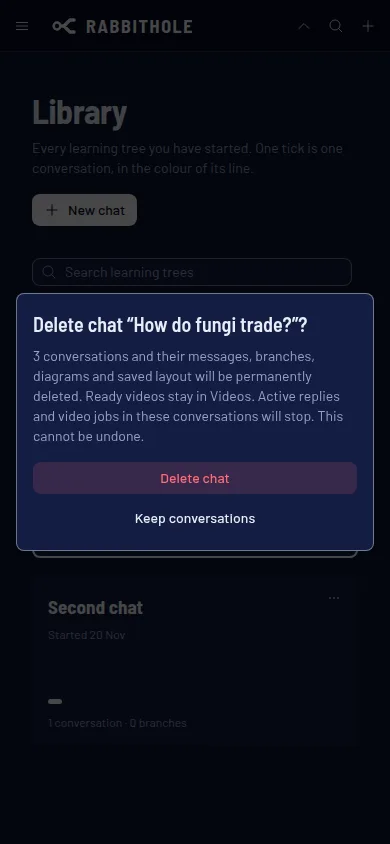 RABBITHOLE
Library
Every learning tree you have started. One tick is one
conversation, in the colour of its line.
New chat
Search learning trees
Delete chat “How do fungi trade?”?
3 conversations and their messages, branches,
diagrams and saved layout will be permanently
deleted. Ready videos stay in Videos. Active replies
and video jobs in these conversations will stop. This
cannot be undone.
Delete chat
Keep conversations
Second chat
Started 20 Nov
1 conversation · 0 branches